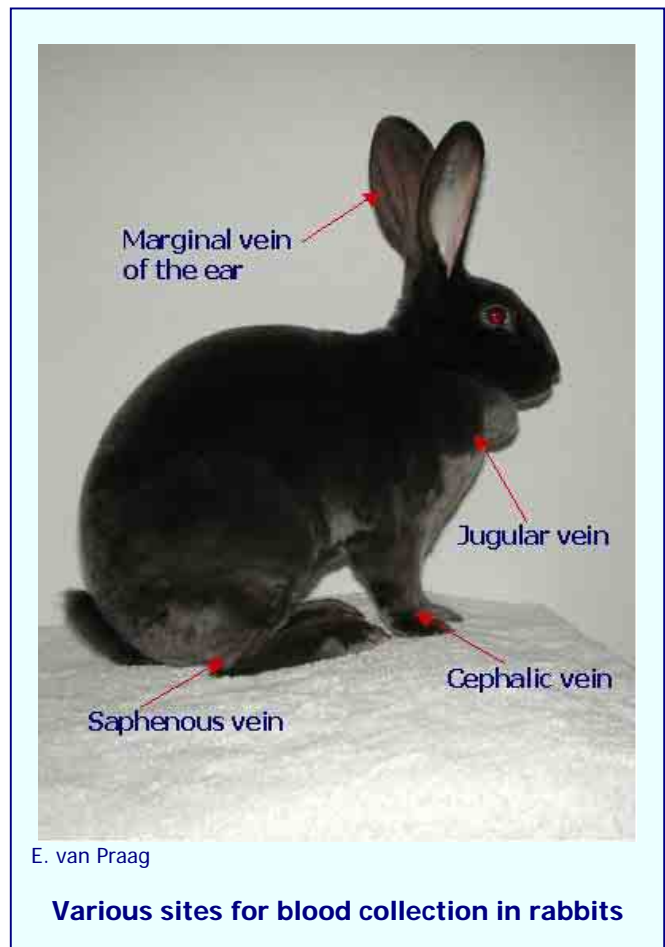 Marginal vein
of the ear
Jugular vein
Cephalic vein
Saphenous vein
E. van Praag
Various sites for blood collection in rabbits